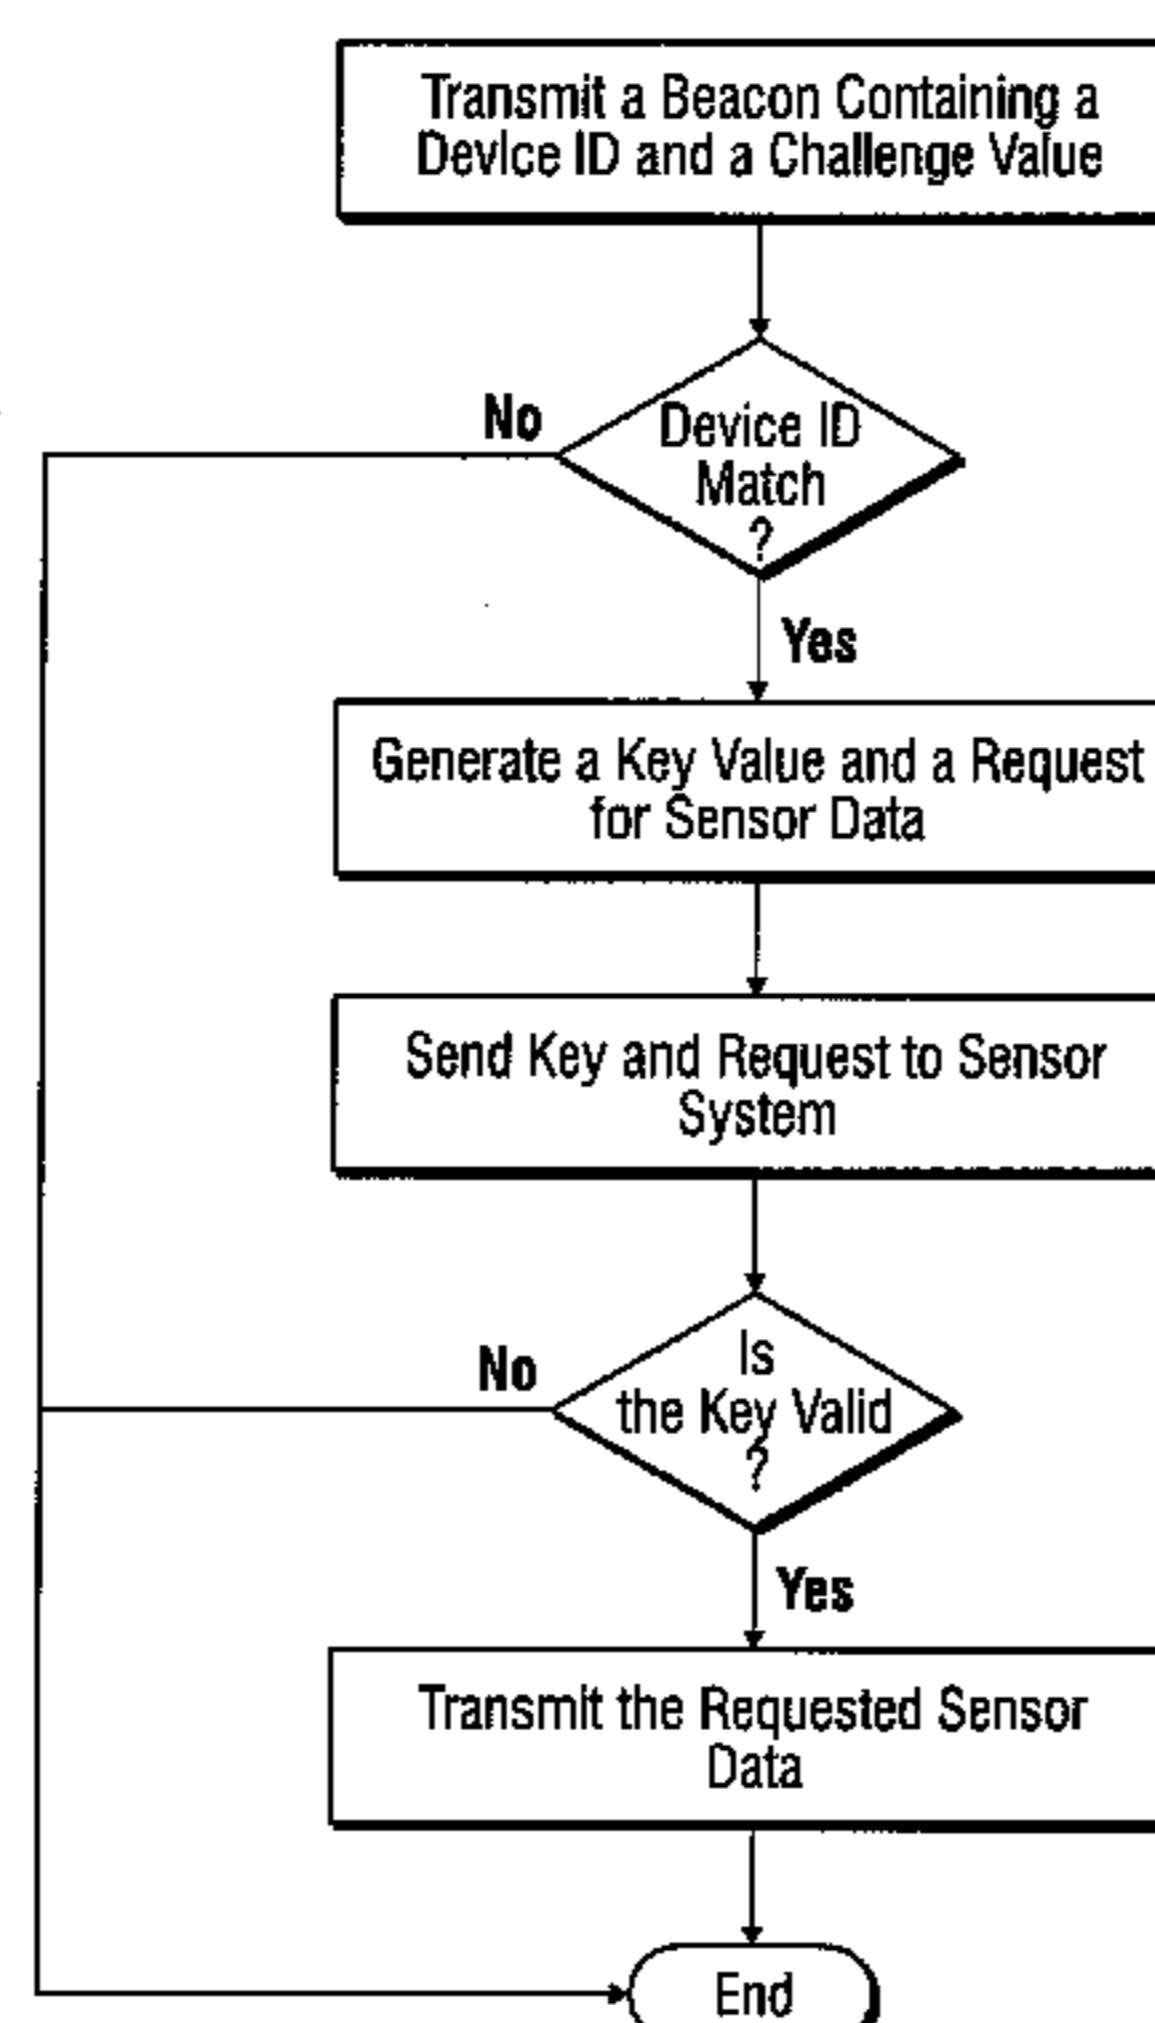 Transmit a Beacon Containing a
Device ID and a Challenge Value
No
Device ID
Match
?
Yes
Generate a Key Value and a Request
for Sensor Data
Send Key and Request to Sensor
System
No
Is
the Key Valid
?
Yes
Transmit the Requested Sensor
Data
End